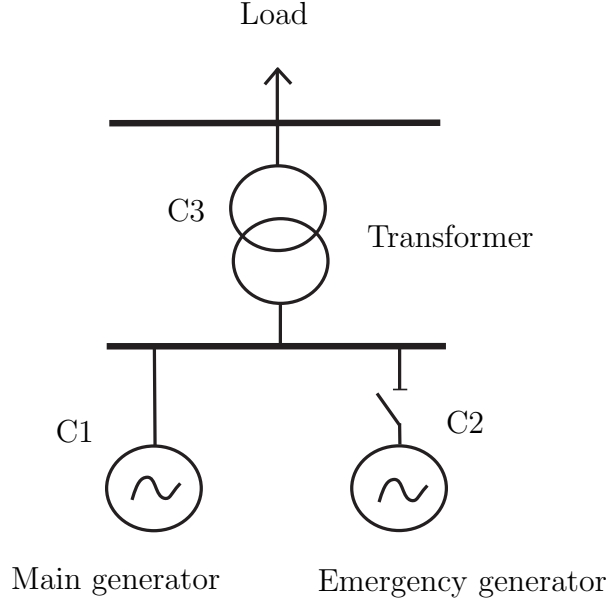 Load
C3
Transformer
C1
C2
Main generator
Emergency generator